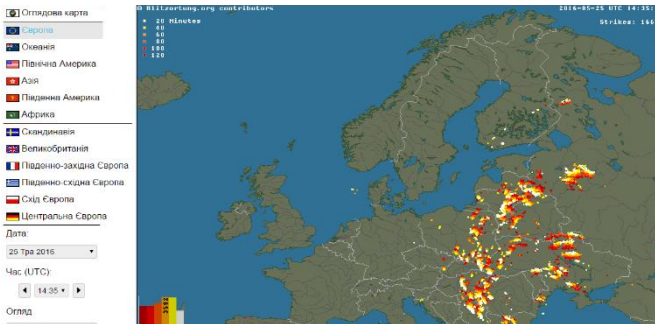 Оглядова карта
Європа
Океанія
Північна Америка
Азія
Південна Америка
Африка
Скандинавія
Великобританія
Південно-західна Європа
Південно-східна Європа
Схід Європа
Центральна Європа
Дата:
25 Тра 2016
Час (UTC):
14:35
Огляд
© Blitzortung.org contributors
2016-05-25 UTC 14:35:
20 Minutes
40
60
80
100
120